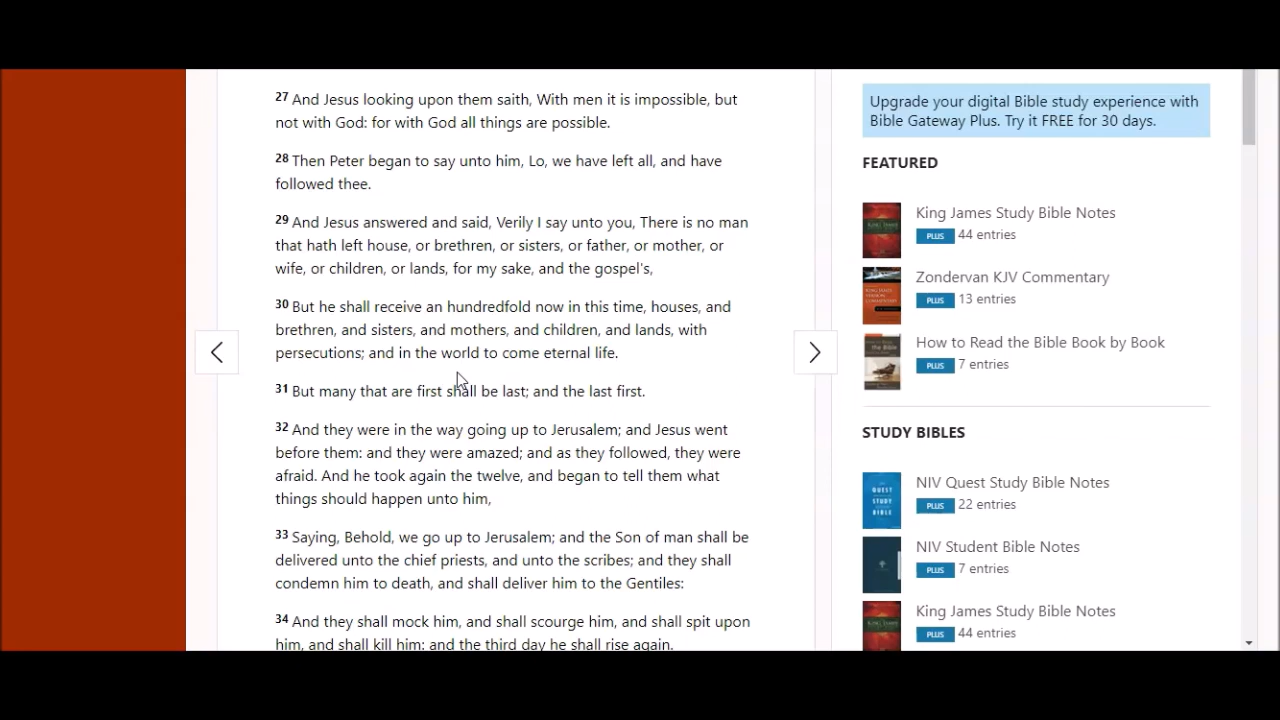 27 And Jesus looking upon them saith, With men it is impossible, but
not with God: for with God all things are possible.
28 Then Peter began to say unto him, Lo, we have left all, and have
followed thee.
29 And Jesus answered and said, Verily I say unto you, There is no man
that hath left house, or brethren, or sisters, or father, or mother, or
wife, or children, or lands, for my sake, and the gospel's,
30 But he shall receive an hundredfold now in this time, houses, and
brethren, and sisters, and mothers, and children, and lands, with
persecutions; and in the world to come eternal life.
31 But many that are first shall be last; and the last first.
32 And they were in the way going up to Jerusalem; and Jesus went
before them: and they were amazed; and as they followed, they were
afraid. And he took again the twelve, and began to tell them what
things should happen unto him,
33 Saying, Behold, we go up to Jerusalem; and the Son of man shall be
delivered unto the chief priests, and unto the scribes; and they shall
condemn him to death, and shall deliver him to the Gentiles:
34 And they shall mock him, and shall scourge him, and shall spit upon
him, and shall kill him: and the third day he shall rise again.
Upgrade your digital Bible study experience with
Bible Gateway Plus. Try it FREE for 30 days.
FEATURED
King James Study Bible Notes
PLUS 44 entries
Zondervan KJV Commentary
PLUS 13 entries
How to Read the Bible Book by Book
PLUS 7 entries
STUDY BIBLES
QUEST
STUDY
BIBLE
NIV Quest Study Bible Notes
PLUS 22 entries
NIV Student Bible Notes
PLUS 7 entries
King James Study Bible Notes
PLUS 44 entries